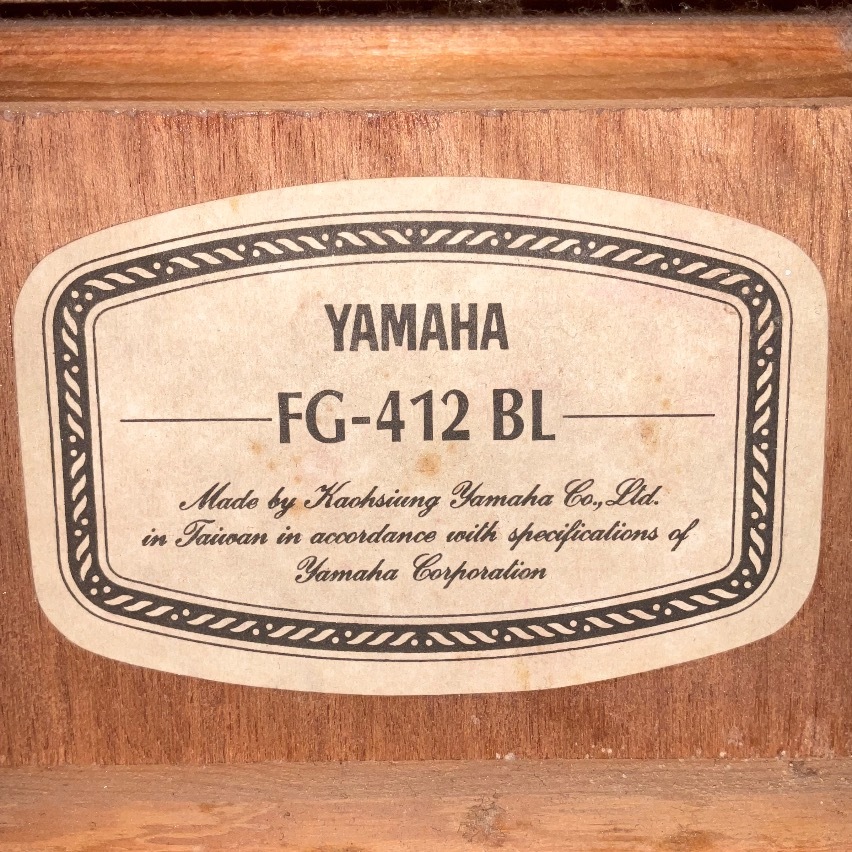 YAMAHA
FG-412 BL
Made by Kaohsiung Yamaha Co., Ltd.
in Taiwan in accordance with specifications of
Yamaha Corporation